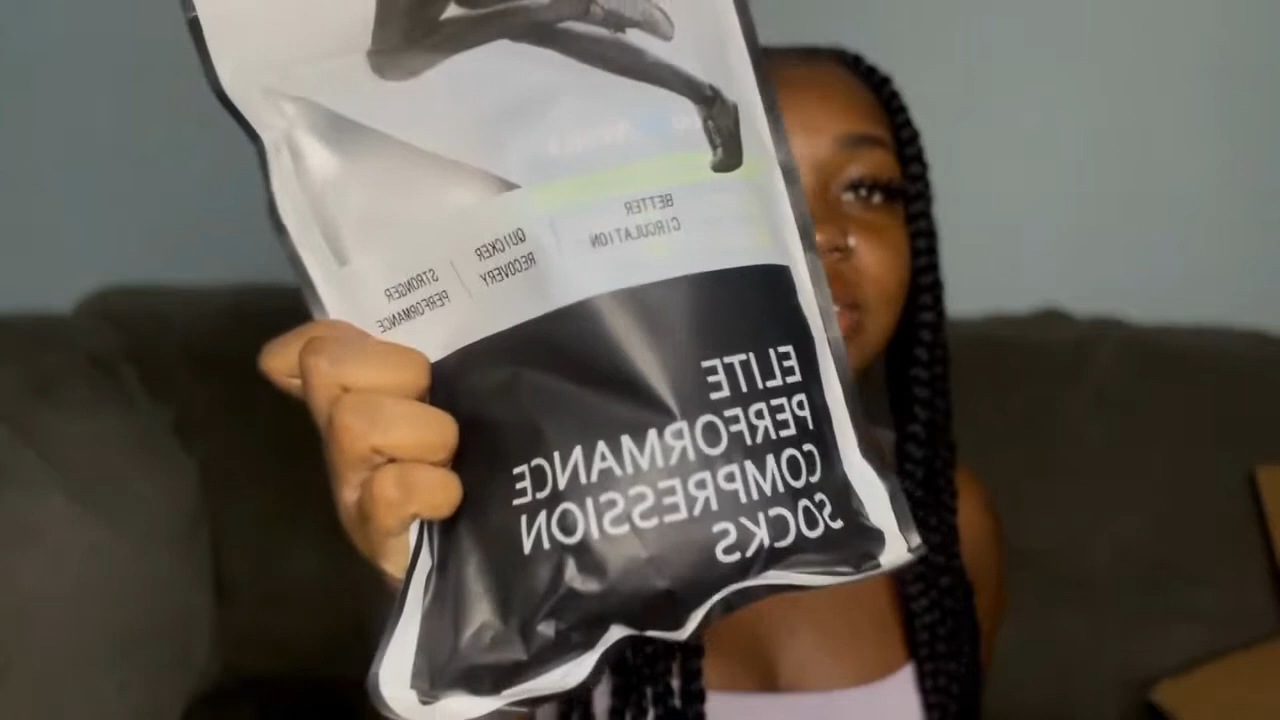 BETTER
CIRCULATION
QUICKER
RECOVERY
STRONGER
PERFORMANCE
ELITE
PERFORMANCE
COMPRESSION
SOCKS